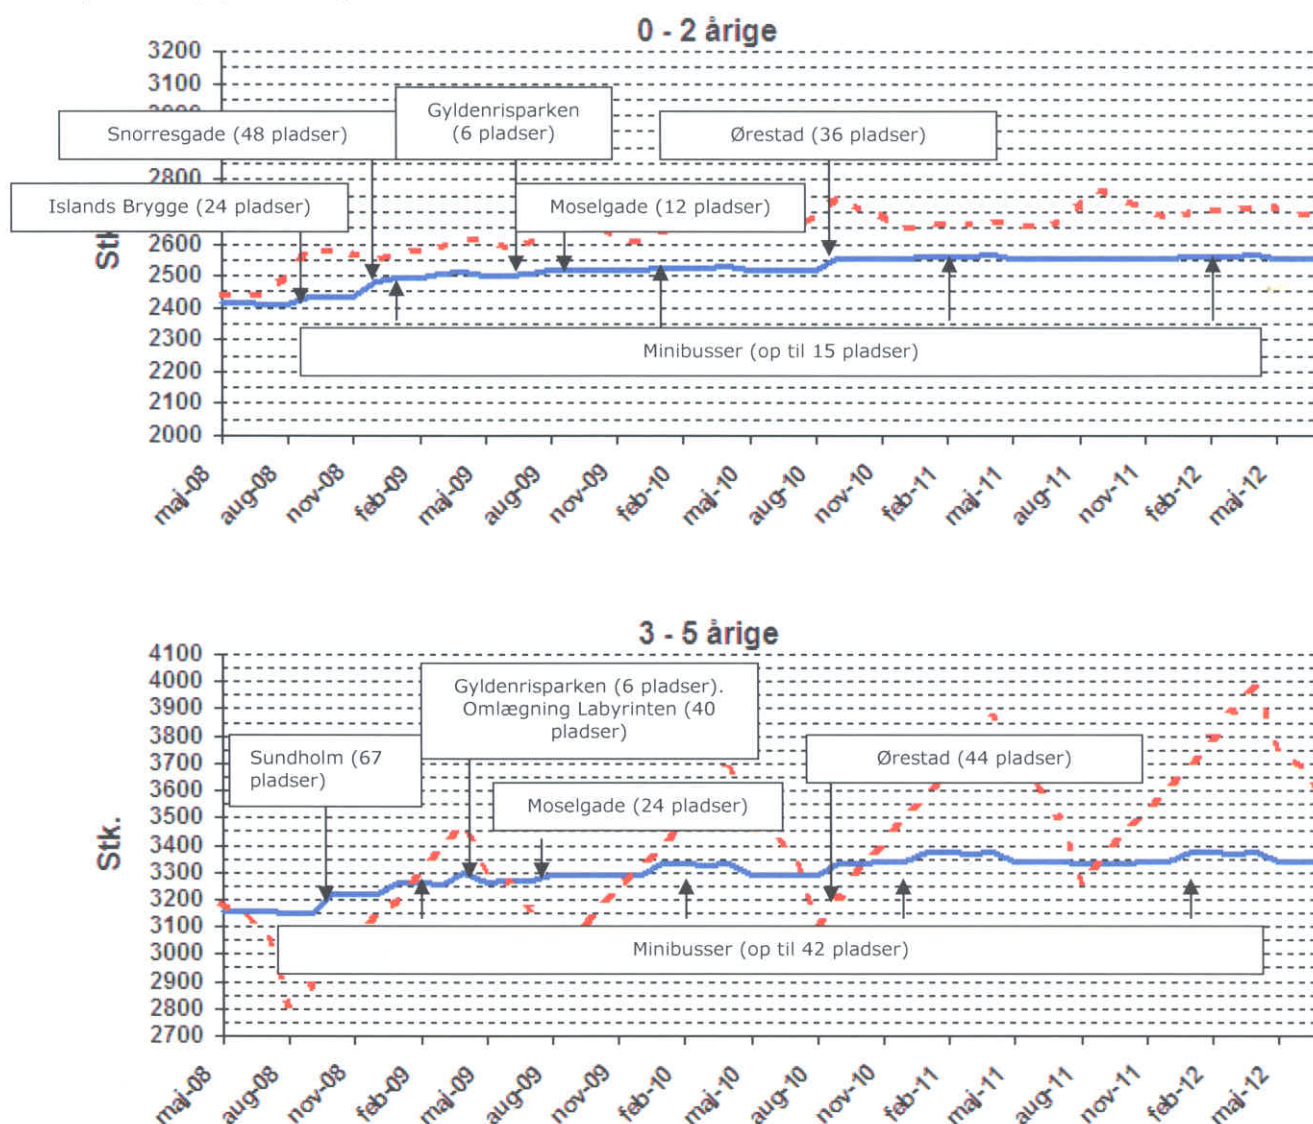 0 - 2 årige
3200
3100
2800
2600
2500
2400
2300
2200
2100
2000
Stk
Snorresgade (48 pladser)
Gyldenrisparken
(6 pladser)
Ørestad (36 pladser)
Islands Brygge (24 pladser)
Moselgade (12 pladser)
Minibusser (op til 15 pladser)
maj-08
aug-08
nov-08
feb-09
maj-09
aug-09
nov-09
feb-10
maj-10
aug-10
nov-10
feb-11
maj-11
aug-11
nov-11
feb-12
maj-12
3 - 5 årige
4100
4000
3900
3800
3700
3600
3500
3400
3300
3200
3100
3000
2900
2800
2700
Stk.
Gyldenrisparken (6 pladser).
Omlægning Labyrinten (40
pladser)
Sundholm (67
pladser)
Ørestad (44 pladser)
Moselgade (24 pladser)
Minibusser (op til 42 pladser)
maj-08
aug-08
nov-08
feb-09
maj-09
aug-09
nov-09
feb-10
maj-10
aug-10
nov-10
feb-11
maj-11
aug-11
nov-11
feb-12
maj-12